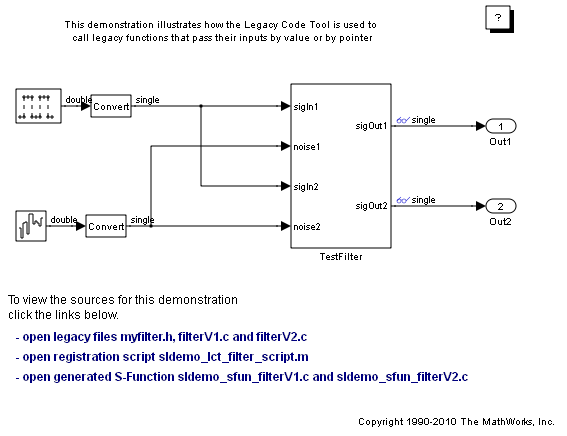 This demonstration illustrates how the Legacy Code Tool is used to
call legacy functions that pass their inputs by value or by pointer
?
double
Convert
single
sigIn1
sigOut1
single
1
Out1
noise1
sigIn2
sigOut2
single
2
Out2
double
Convert
single
noise2
TestFilter
To view the sources for this demonstration
click the links below.
- open legacy files myfilter.h, filterV1.c and filterV2.c
- open registration script sldemo_lct_filter_script.m
- open generated S-Function sldemo_sfun_filterV1.c and sldemo_sfun_filterV2.c
Copyright 1990-2010 The MathWorks, Inc.